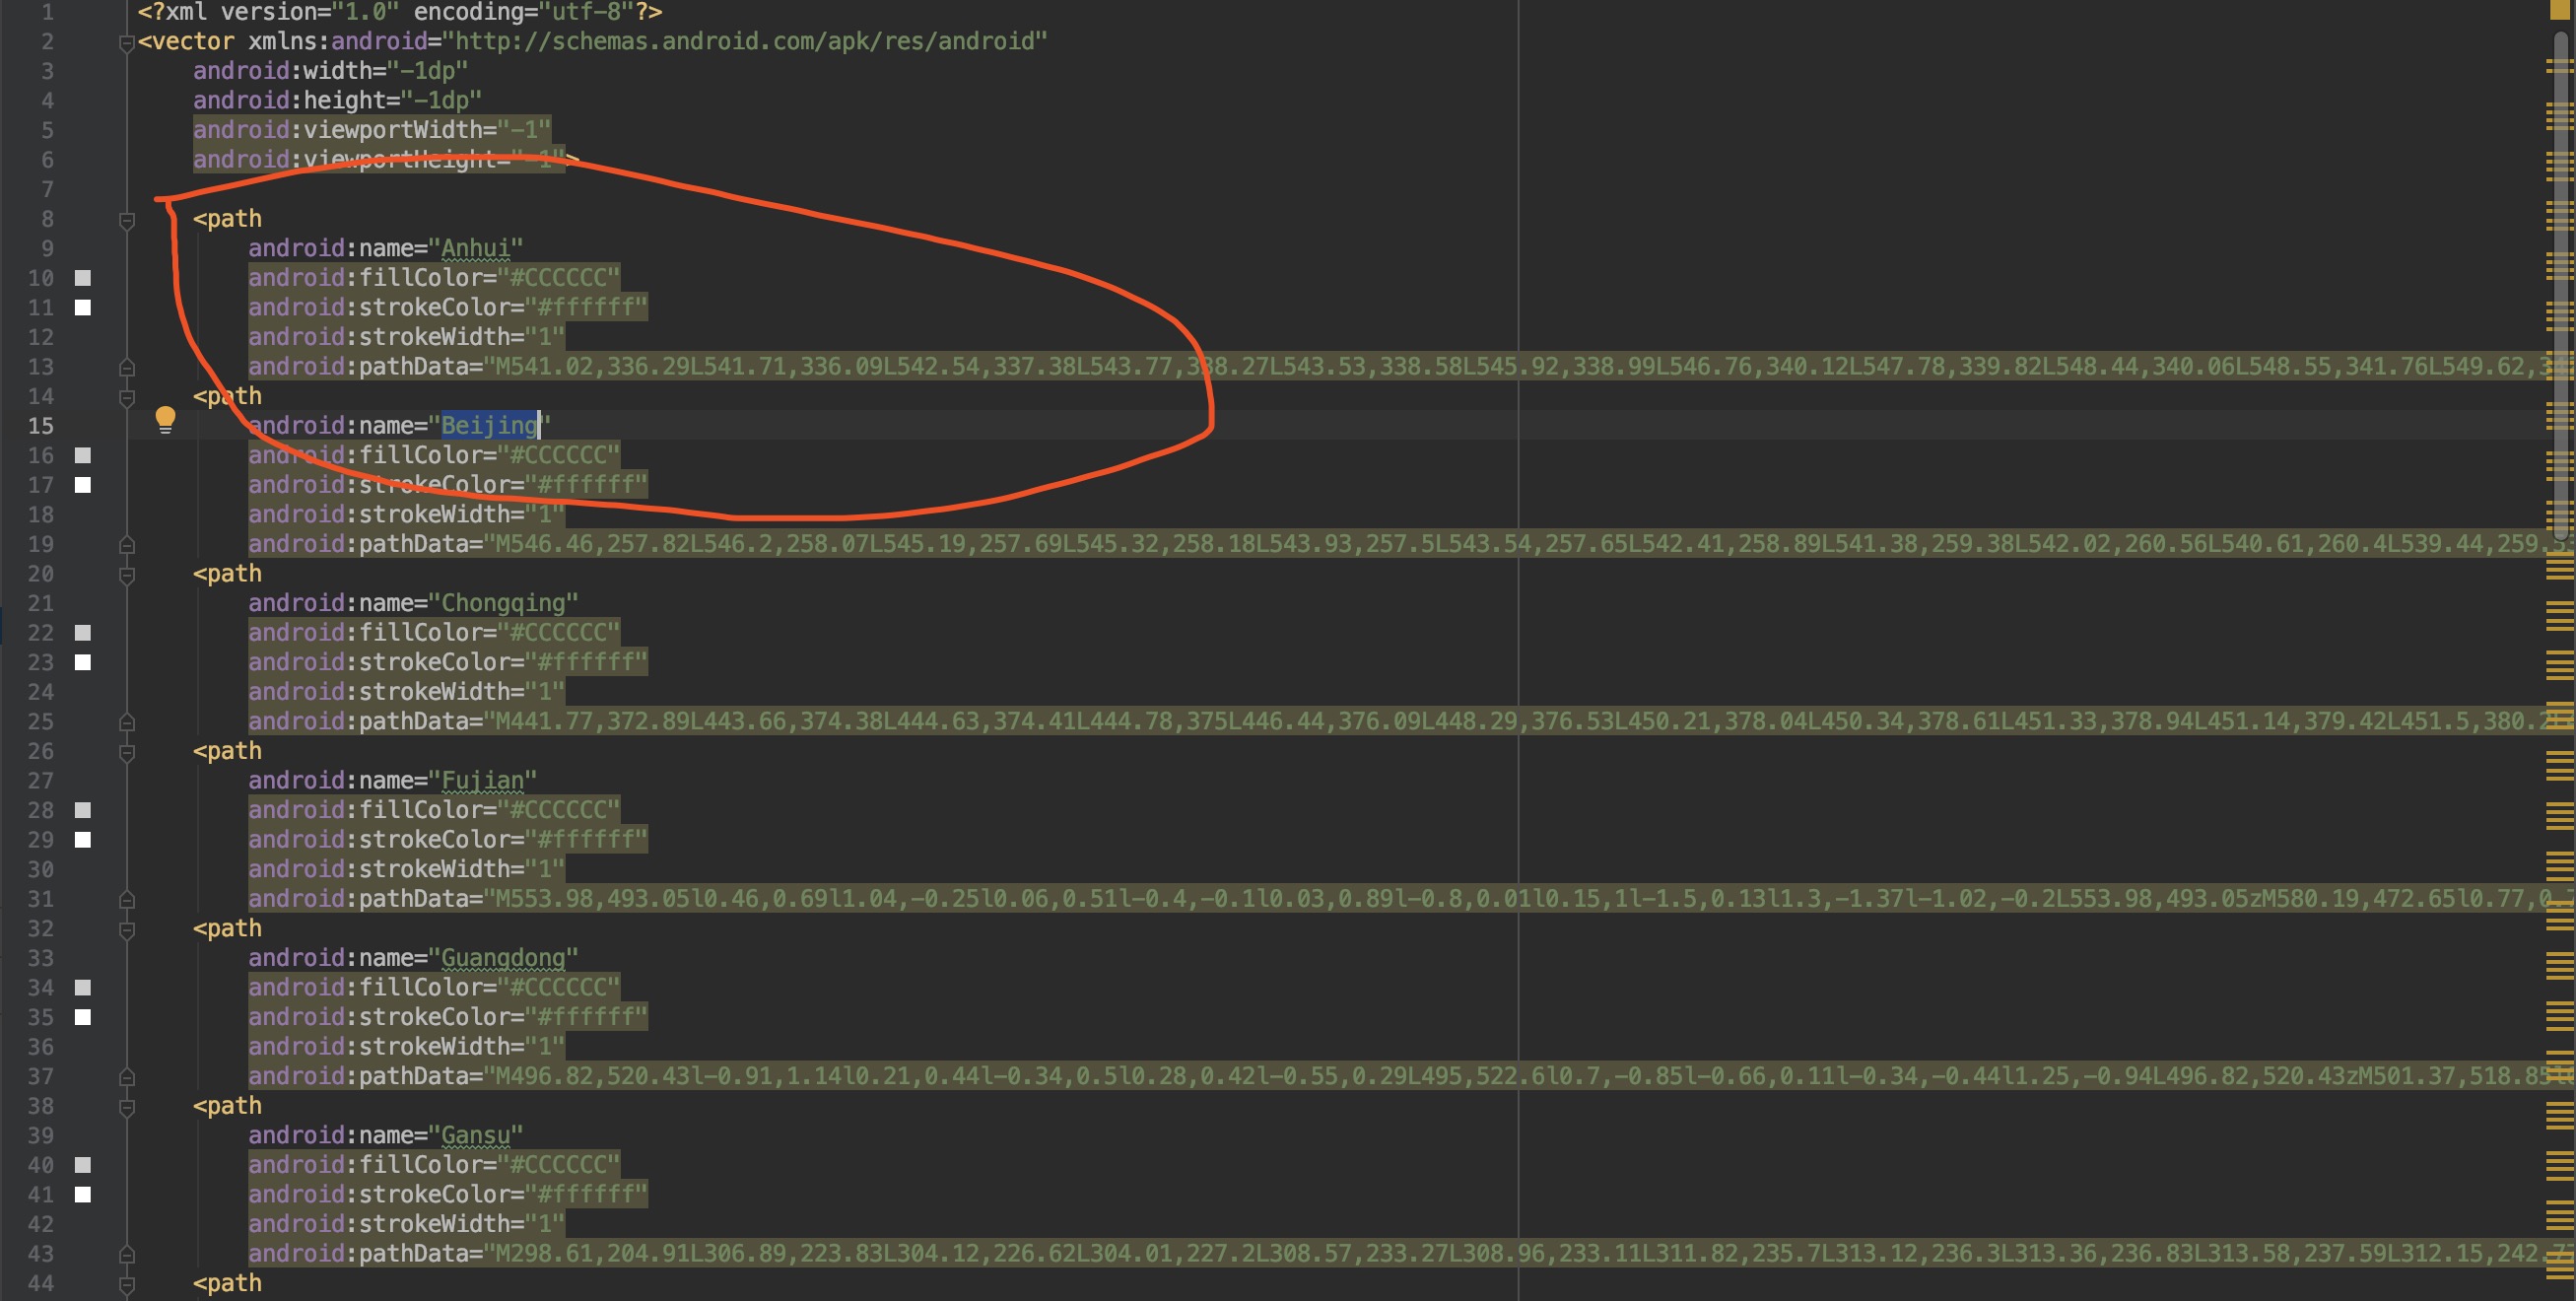 1 <?xml version="1.0" encoding="utf-8"?>
2 <vector xmlns:android="http://schemas.android.com/apk/res/android"
3 android:width="-1dp"
4 android:height="-1dp"
5 android:viewportWidth="-1"
6 android:viewportHeight="-1">
7
8 <path
9 android:name="Anhui"
10 android:fillColor="#CCCCCC"
11 android:strokeColor="#ffffff"
12 android:strokeWidth="1"
13 android:pathData="M541.02,336.29L541.71,336.09L542.54,337.38L543.77,338.27L543.53,338.58L545.92,338.99L546.76,340.12L547.78,339.82L548.44,340.06L548.55,341.76L549.62,
14 <path
15 android:name="Beijing"
16 android:fillColor="#CCCCCC"
17 android:strokeColor="#ffffff"
18 android:strokeWidth="1"
19 android:pathData="M546.46,257.82L546.2,258.07L545.19,257.69L545.32,258.18L543.93,257.5L543.54,257.65L542.41,258.89L541.38,259.38L542.02,260.56L540.61,260.4L539.44,259.
20 <path
21 android:name="Chongqing"
22 android:fillColor="#CCCCCC"
23 android:strokeColor="#ffffff"
24 android:strokeWidth="1"
25 android:pathData="M441.77,372.89L443.66,374.38L444.63,374.41L444.78,375L446.44,376.09L448.29,376.53L450.21,378.04L450.34,378.61L451.33,378.94L451.14,379.42L451.5,380.
26 <path
27 android:name="Fujian"
28 android:fillColor="#CCCCCC"
29 android:strokeColor="#ffffff"
30 android:strokeWidth="1"
31 android:pathData="M553.98,493.05l0.46,0.69l1.04,-0.25l0.06,0.51l-0.4,-0.1l0.03,0.89l-0.8,0.01l0.15,1l-1.5,0.13l1.3,-1.37l-1.02,-0.2L553.98,493.05zM580.19,472.65l0.77,
32 <path
33 android:name="Guangdong"
34 android:fillColor="#CCCCCC"
35 android:strokeColor="#ffffff"
36 android:strokeWidth="1"
37 android:pathData="M496.82,520.43l-0.91,1.14l0.21,0.44l-0.34,0.5l0.28,0.42l-0.55,0.29L495,522.6l0.7,-0.85l-0.66,0.11l-0.34,-0.44l1.25,-0.94L496.82,520.43zM501.37,518.85
38 <path
39 android:name="Gansu"
40 android:fillColor="#CCCCCC"
41 android:strokeColor="#ffffff"
42 android:strokeWidth="1"
43 android:pathData="M298.61,204.91L306.89,223.83L304.12,226.62L304.01,227.2L308.57,233.27L308.96,233.11L311.82,235.7L313.12,236.3L313.36,236.83L313.58,237.59L312.15,242.
44 <path